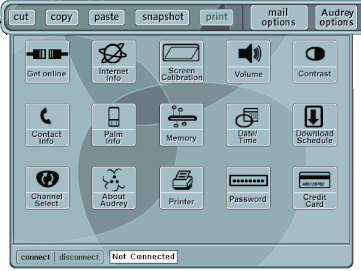 cut copy paste snapshot print mail options Audrey options
Get online
Internet Info
Screen Calibration
Volume
Contrast
Contact Info
Palm Info
Memory
Date/ Time
Download Schedule
Channel Select
About Audrey
Printer
Password
Credit Card
connect disconnect Not Connected